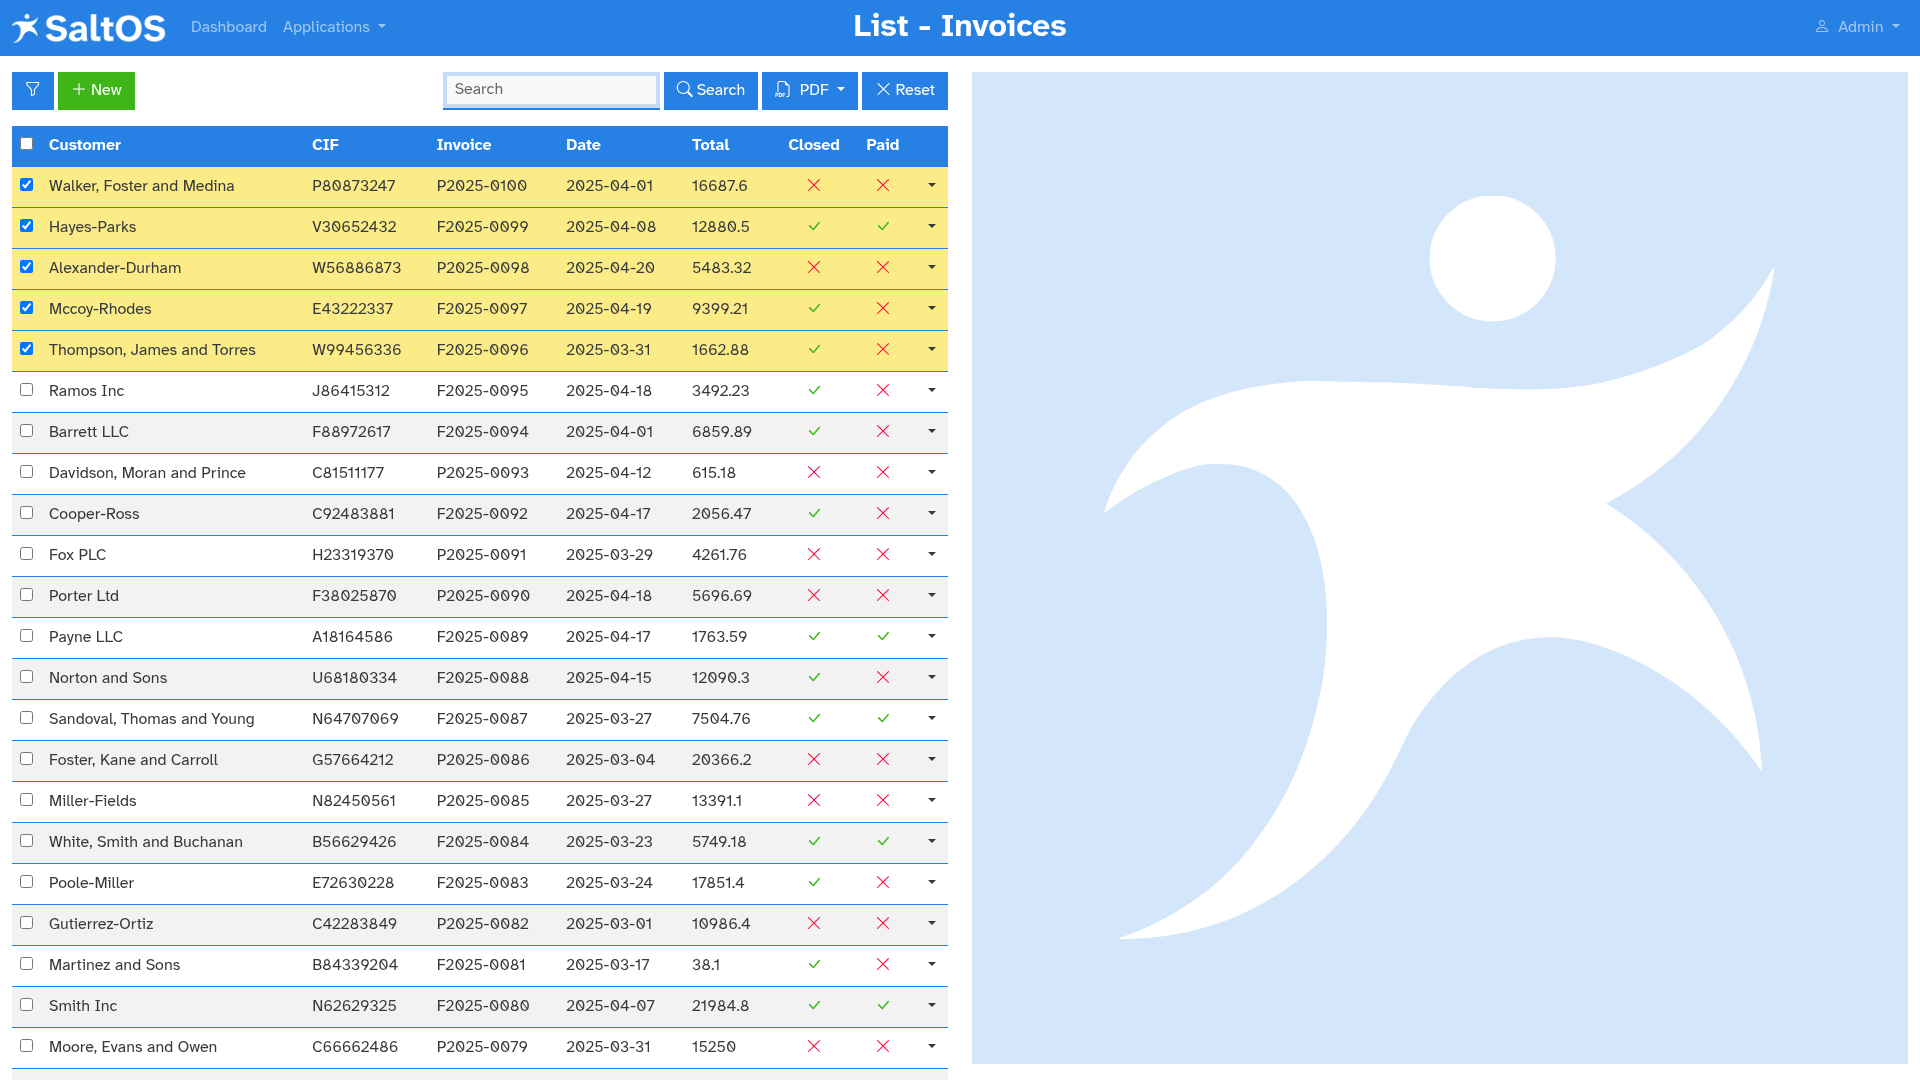 SaltOS Dashboard Applications List - Invoices Admin
New Search Search PDF Reset
Customer CIF Invoice Date Total Closed Paid
Walker, Foster and Medina P80873247 P2025-0100 2025-04-01 16687.6
Hayes-Parks V30652432 F2025-0099 2025-04-08 12880.5
Alexander-Durham W56886873 P2025-0098 2025-04-20 5483.32
Mccoy-Rhodes E43222337 F2025-0097 2025-04-19 9399.21
Thompson, James and Torres W99456336 F2025-0096 2025-03-31 1662.88
Ramos Inc J86415312 F2025-0095 2025-04-18 3492.23
Barrett LLC F88972617 F2025-0094 2025-04-01 6859.89
Davidson, Moran and Prince C81511177 P2025-0093 2025-04-12 615.18
Cooper-Ross C92483881 F2025-0092 2025-04-17 2056.47
Fox PLC H23319370 P2025-0091 2025-03-29 4261.76
Porter Ltd F38025870 P2025-0090 2025-04-18 5696.69
Payne LLC A18164586 F2025-0089 2025-04-17 1763.59
Norton and Sons U68180334 F2025-0088 2025-04-15 12090.3
Sandoval, Thomas and Young N64707069 F2025-0087 2025-03-27 7504.76
Foster, Kane and Carroll G57664212 P2025-0086 2025-03-04 20366.2
Miller-Fields N82450561 P2025-0085 2025-03-27 13391.1
White, Smith and Buchanan B56629426 F2025-0084 2025-03-23 5749.18
Poole-Miller E72630228 F2025-0083 2025-03-24 17851.4
Gutierrez-Ortiz C42283849 P2025-0082 2025-03-01 10986.4
Martinez and Sons B84339204 F2025-0081 2025-03-17 38.1
Smith Inc N62629325 F2025-0080 2025-04-07 21984.8
Moore, Evans and Owen C66662486 P2025-0079 2025-03-31 15250